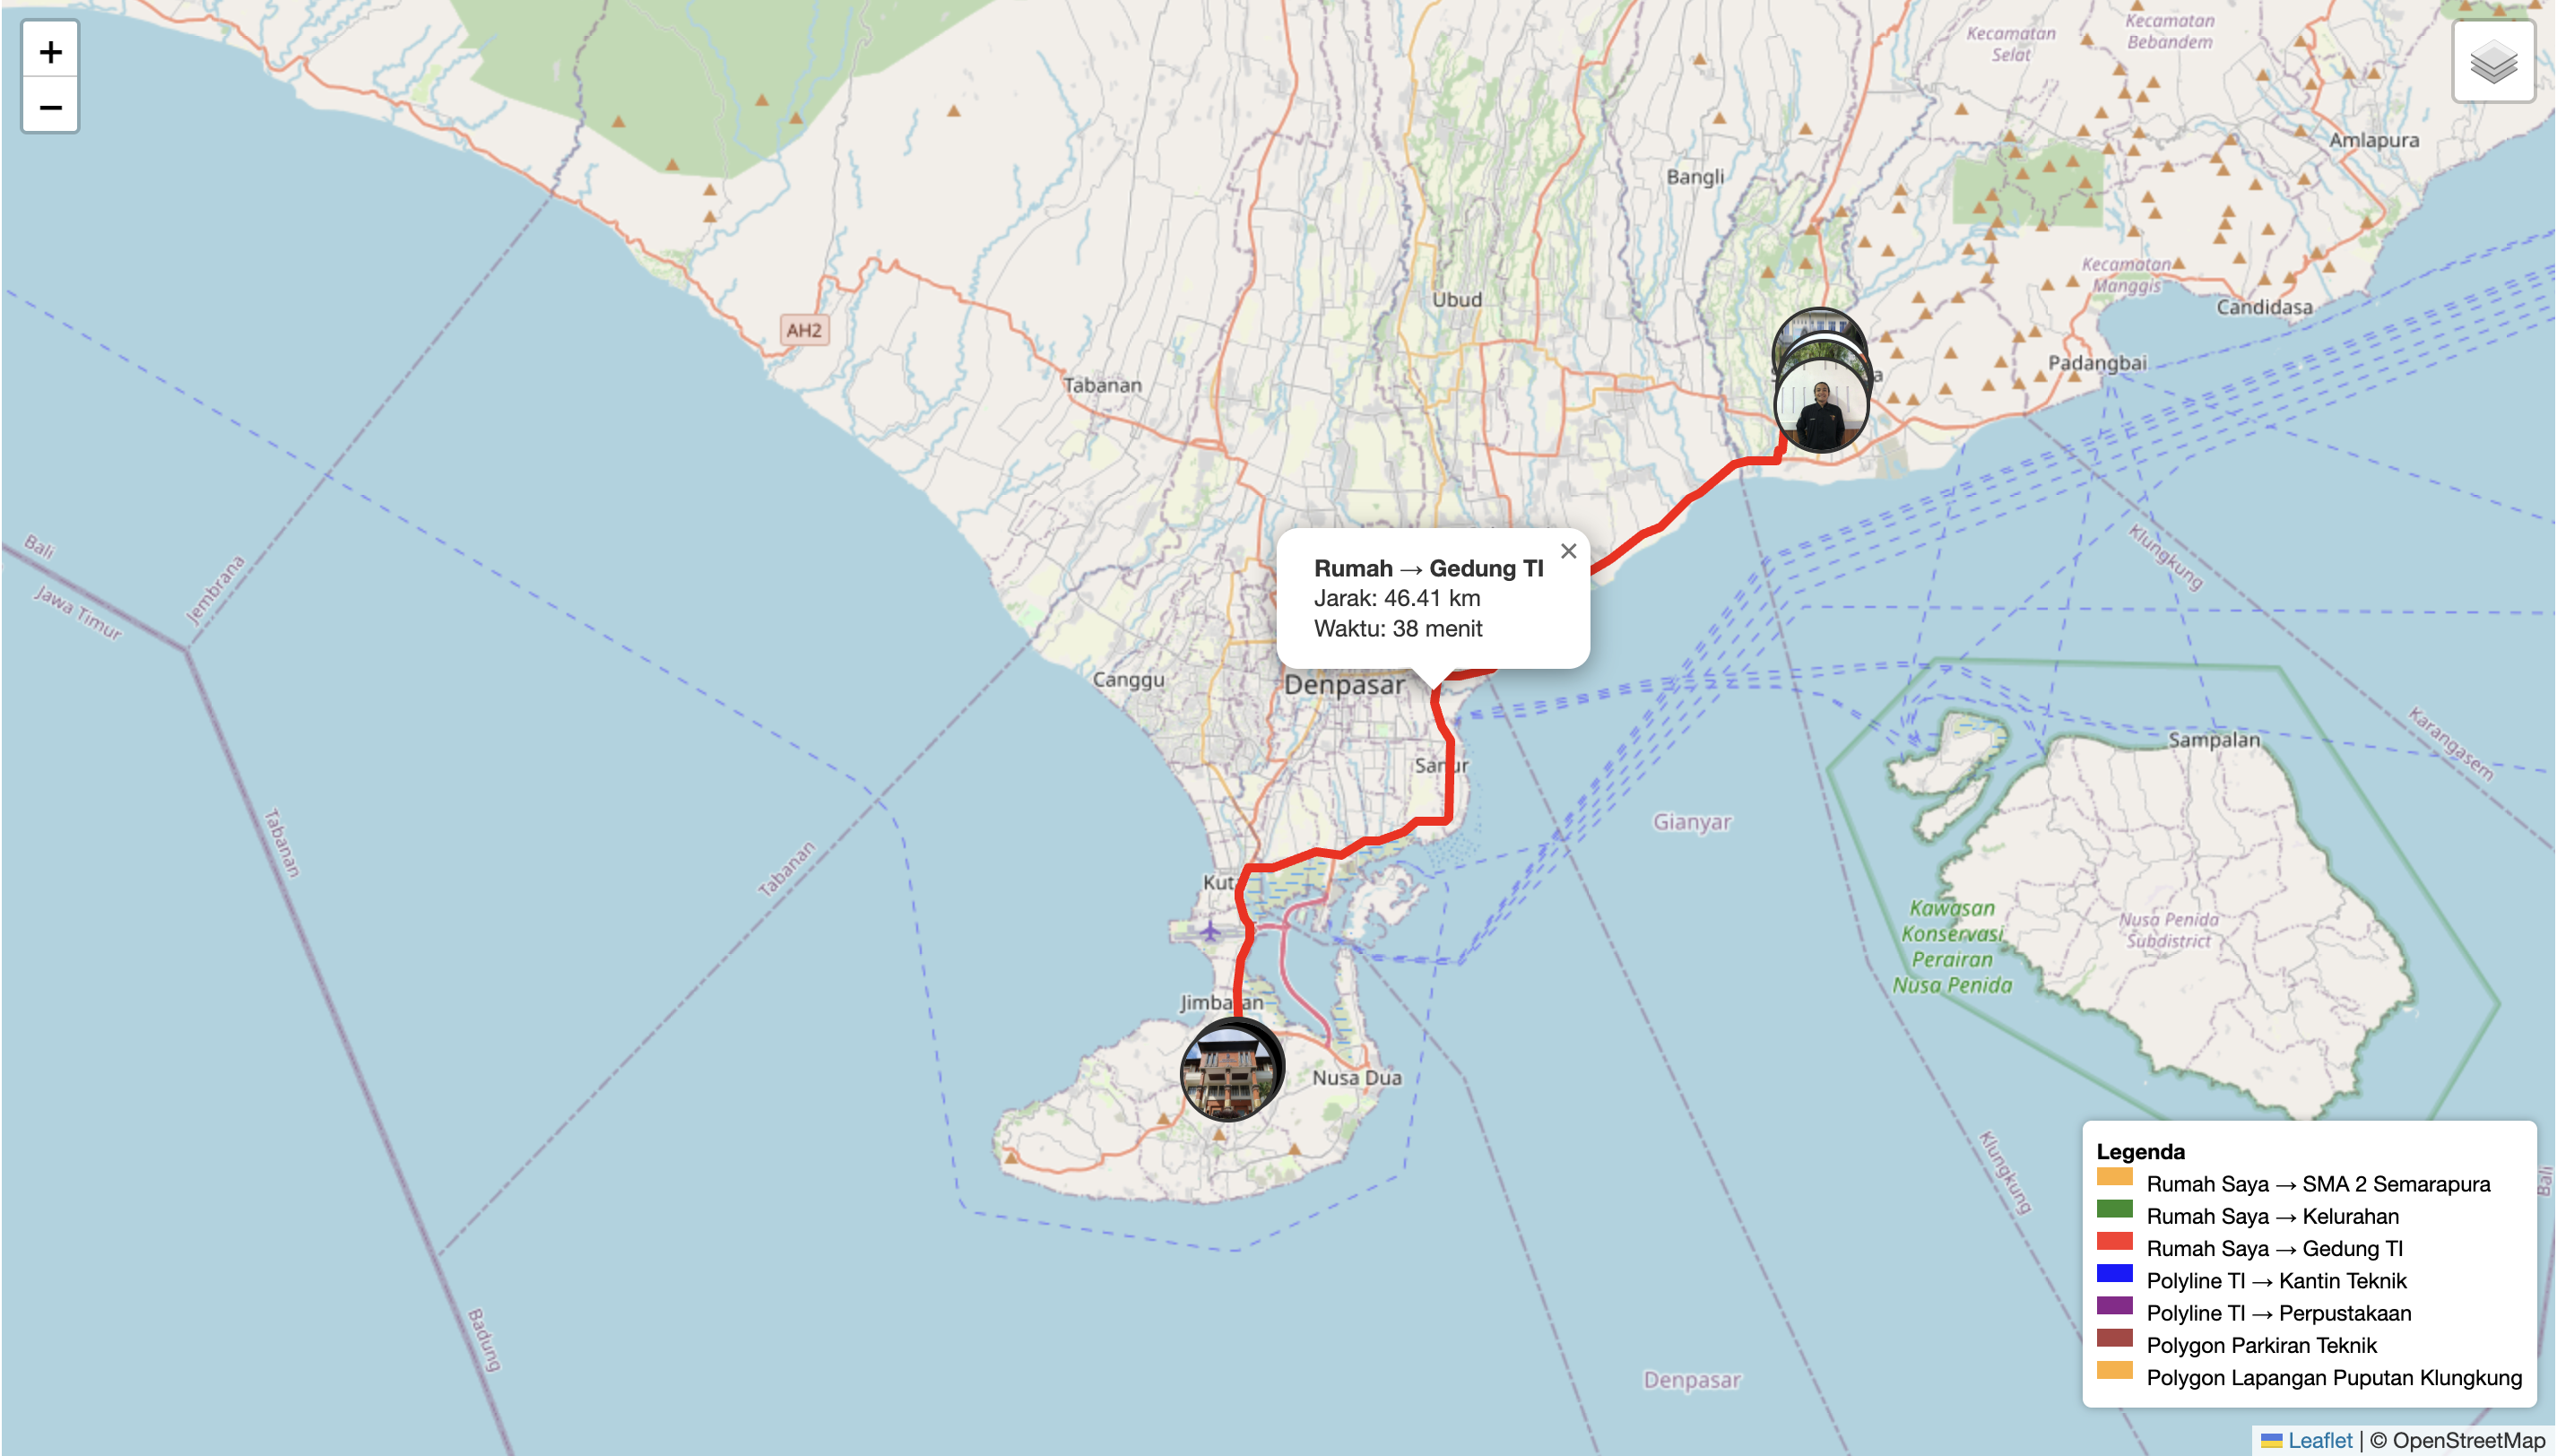 +
−
Kecamatan
Selat
Kecamatan
Bebandem
Amlapura
Bangli
Kecamatan
Manggis
Candidasa
Ubud
AH2
Padangbai
Tabanan
Rumah → Gedung TI
×
Jarak: 46.41 km
Waktu: 38 menit
Bali
Jawa Timur
Jembrana
Klungkung
Canggu
Denpasar
Karangasem
Sampalan
Sanur
Gianyar
Tabanan
Tabanan
Kuta
Kawasan
Konservasi
Perairan
Nusa Penida
Nusa Penida
Subdistrict
Jimbaran
Nusa Dua
Klungkung
Bali
Badung
Denpasar
Legenda
Rumah Saya → SMA 2 Semarapura
Rumah Saya → Kelurahan
Rumah Saya → Gedung TI
Polyline TI → Kantin Teknik
Polyline TI → Perpustakaan
Polygon Parkiran Teknik
Polygon Lapangan Puputan Klungkung
Leaflet | © OpenStreetMap